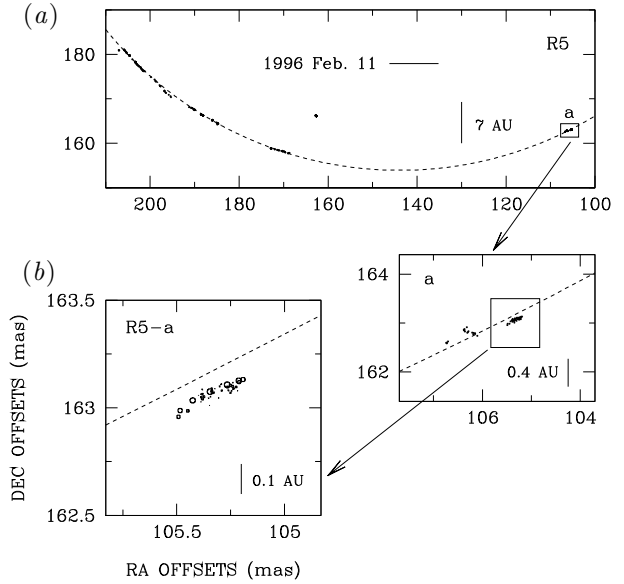 (a)
180
160
1996 Feb. 11
R5
7 AU
a
200
180
160
140
120
100
(b)
DEC OFFSETS (mas)
163.5
163
162.5
R5-a
0.1 AU
105.5
105
RA OFFSETS (mas)
164
162
a
0.4 AU
106
104